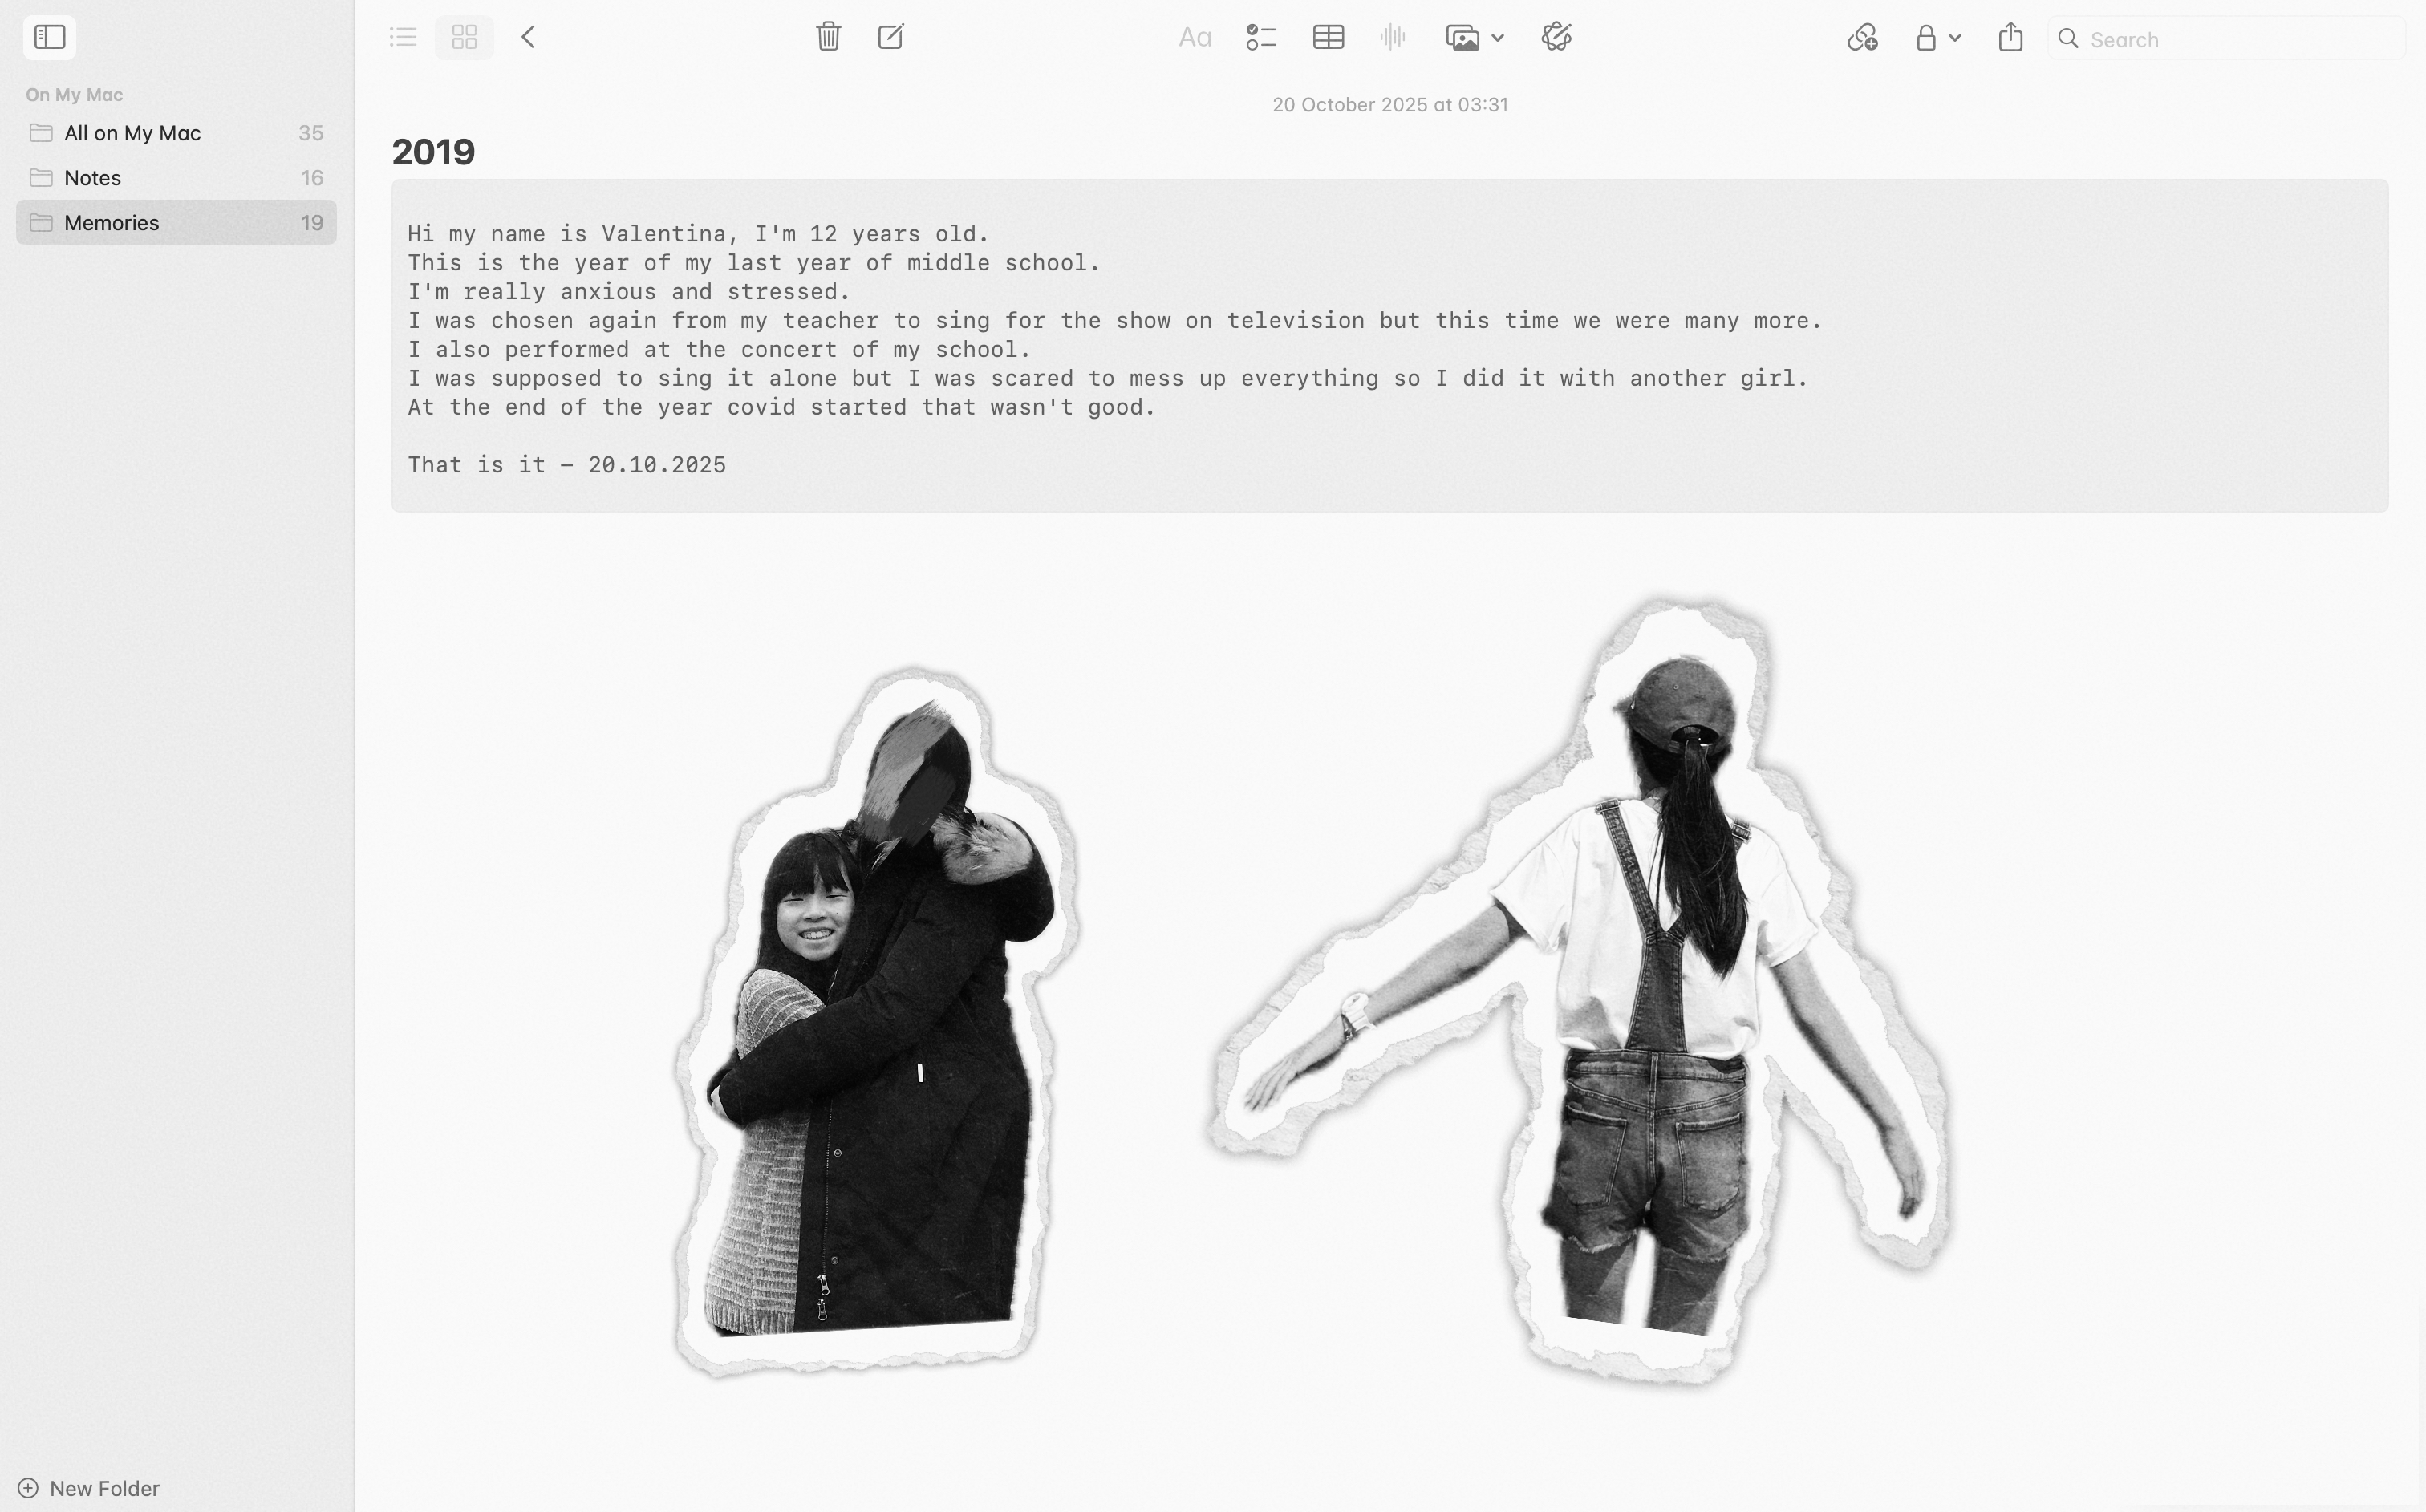 On My Mac
All on My Mac 35
Notes 16
Memories 19
New Folder
Aa
Search
20 October 2025 at 03:31
2019
Hi my name is Valentina, I'm 12 years old.
This is the year of my last year of middle school.
I'm really anxious and stressed.
I was chosen again from my teacher to sing for the show on television but this time we were many more.
I also performed at the concert of my school.
I was supposed to sing it alone but I was scared to mess up everything so I did it with another girl.
At the end of the year covid started that wasn't good.
That is it – 20.10.2025